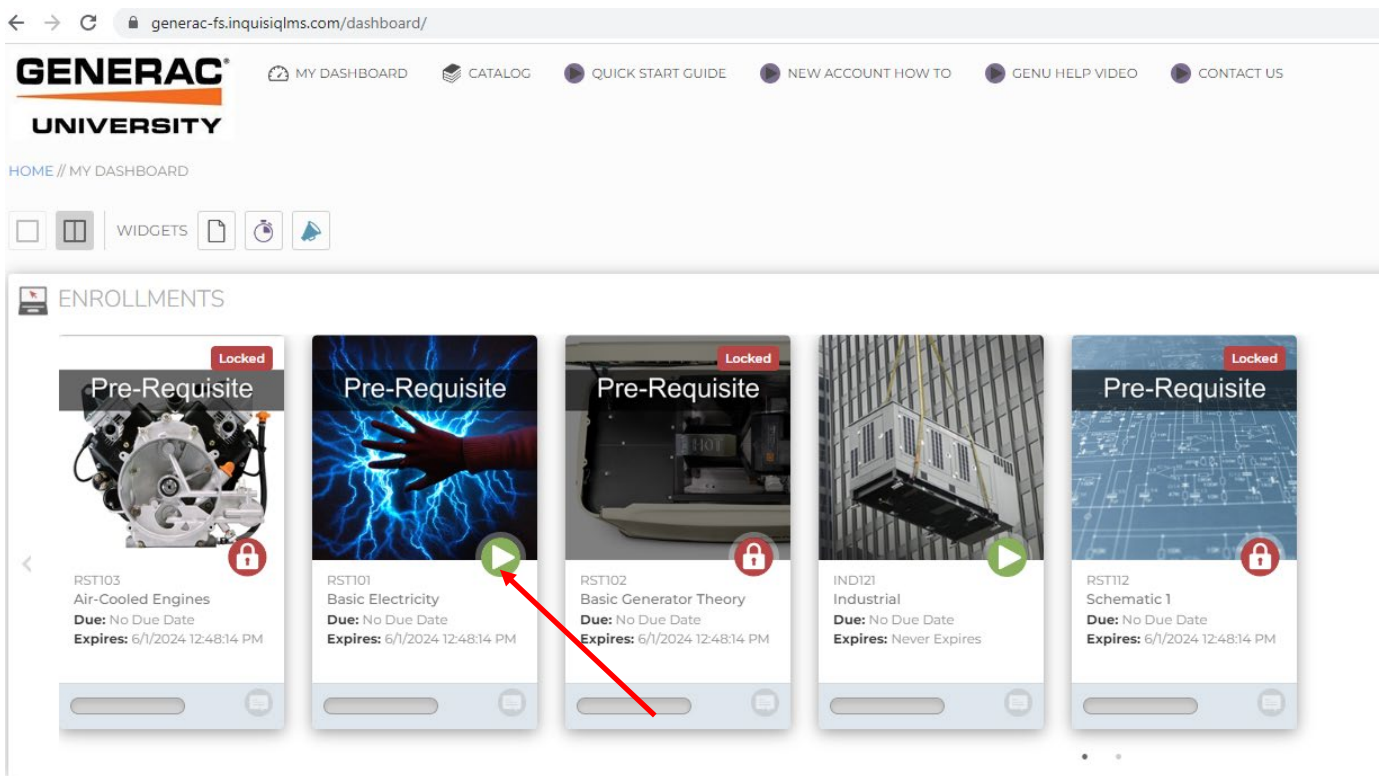 generac-fs.inquisiqlms.com/dashboard/
GENERAC®
UNIVERSITY
MY DASHBOARD
CATALOG
QUICK START GUIDE
NEW ACCOUNT HOW TO
GENU HELP VIDEO
CONTACT US
HOME // MY DASHBOARD
WIDGETS
ENROLLMENTS
Locked
Pre-Requisite
RST103
Air-Cooled Engines
Due: No Due Date
Expires: 6/1/2024 12:48:14 PM
Pre-Requisite
RST101
Basic Electricity
Due: No Due Date
Expires: 6/1/2024 12:48:14 PM
Locked
Pre-Requisite
HOT
RST102
Basic Generator Theory
Due: No Due Date
Expires: 6/1/2024 12:48:14 PM
IND121
Industrial
Due: No Due Date
Expires: Never Expires
Locked
Pre-Requisite
RST112
Schematic 1
Due: No Due Date
Expires: 6/1/2024 12:48:14 PM